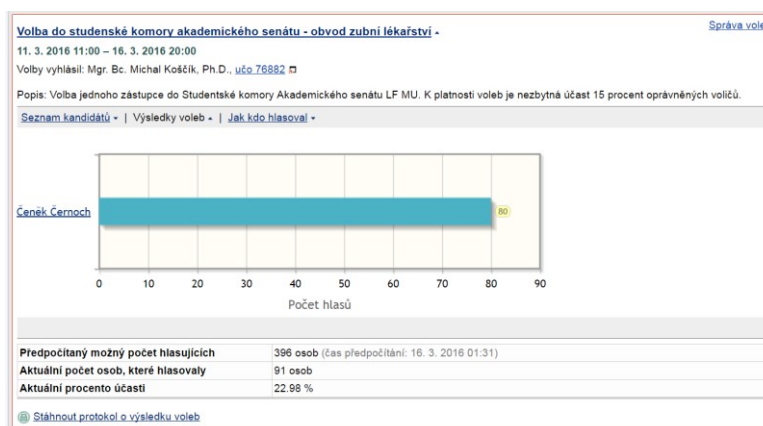 Správa vole
Volba do studenské komory akademického senátu - obvod zubní lékařství
11. 3. 2016 11:00 – 16. 3. 2016 20:00
Volby vyhlásil: Mgr. Bc. Michal Koščík, Ph.D., učo 76882
Popis: Volba jednoho zástupce do Studentské komory Akademického senátu LF MU. K platnosti voleb je nezbytná účast 15 procent oprávněných voličů.
Seznam kandidátů | Výsledky voleb | Jak kdo hlasoval
Čeněk Černoch
80
0 10 20 30 40 50 60 70 80 90
Počet hlasů
Předpočítaný možný počet hlasujících 396 osob (čas předpočítání: 16. 3. 2016 01:31)
Aktuální počet osob, které hlasovaly 91 osob
Aktuální procento účasti 22.98 %
Stáhnout protokol o výsledku voleb